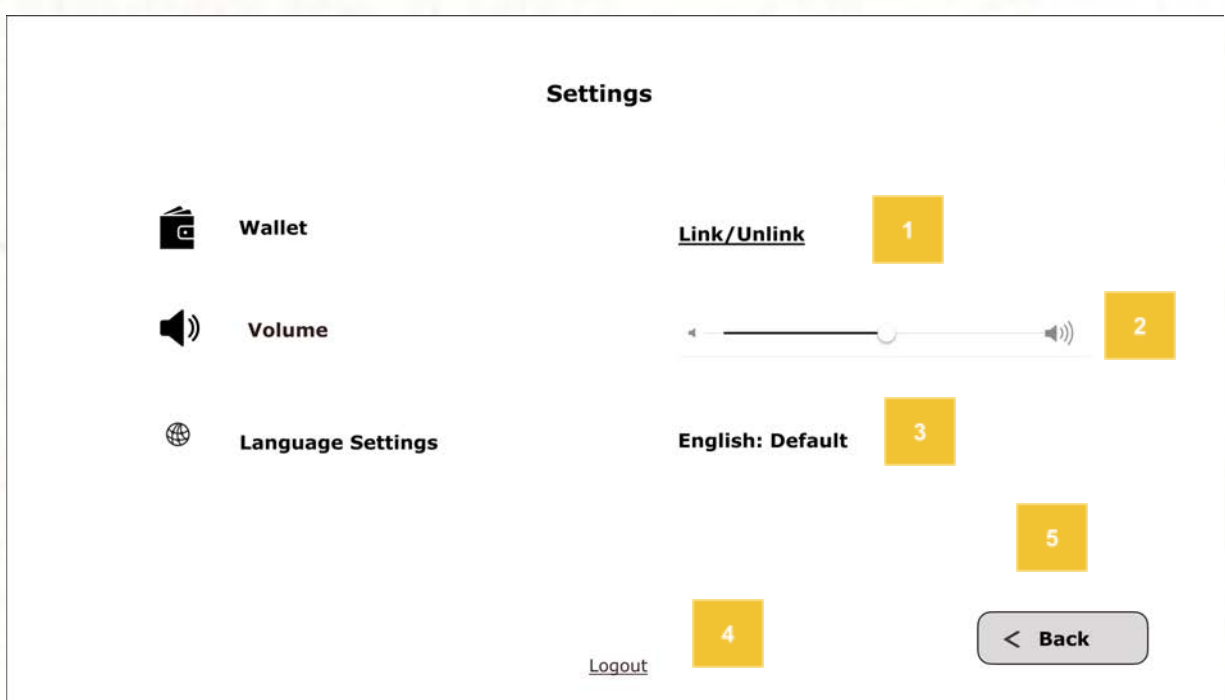 Settings
Wallet
Link/Unlink
1
Volume
2
Language Settings
English: Default
3
5
4
< Back
Logout